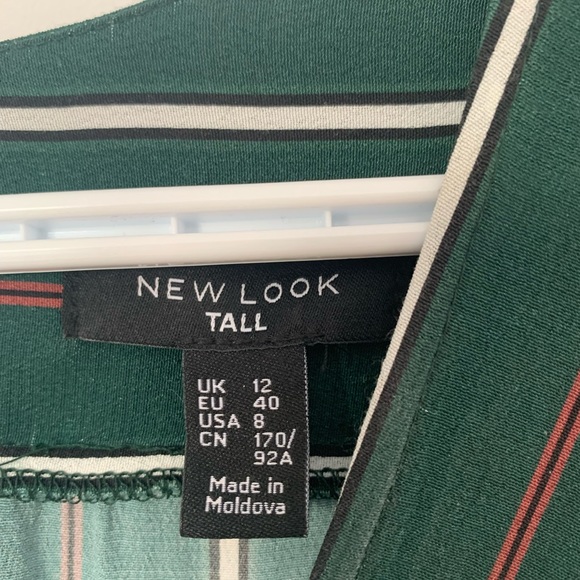 NEW LOOK
TALL
UK 12
EU 40
USA 8
CN 170/
92A
Made in
Moldova